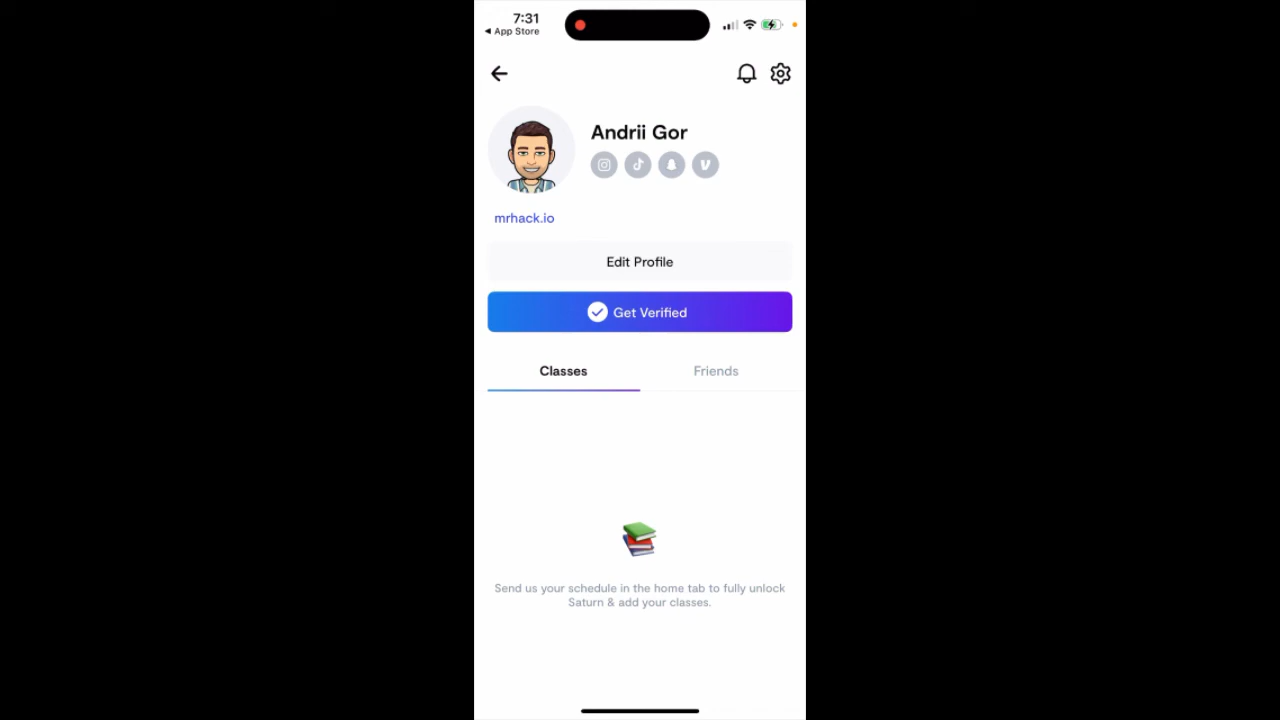 7:31
◀ App Store
Andrii Gor
mrhack.io
Edit Profile
Get Verified
Classes
Friends
Send us your schedule in the home tab to fully unlock
Saturn & add your classes.